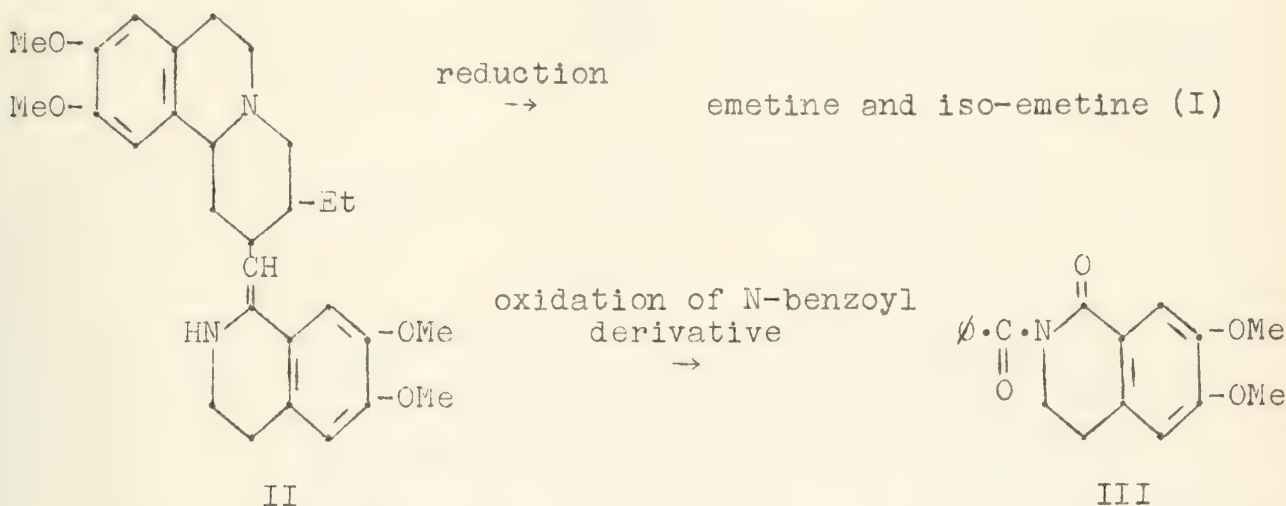 MeO-
MeO-
N
reduction
→
emetine and iso-emetine (I)
-Et
CH
HN
-OMe
-OMe
II
oxidation of N-benzoyl
derivative
→
O
Ø·C·N
O
-OMe
-OMe
III